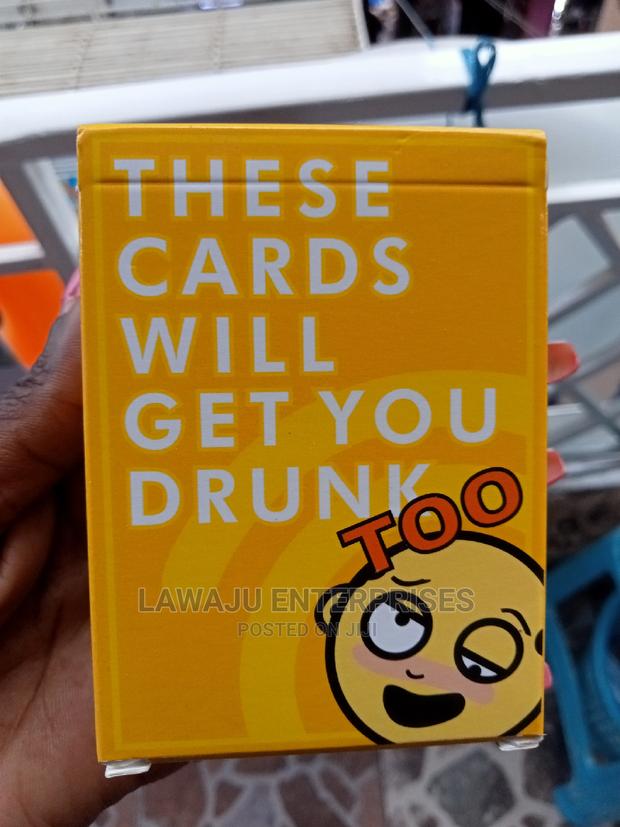 THESE
CARDS
WILL
GET YOU
DRUNK
TOO
LAWAJU ENTERPRISES
POSTED ON JIJI